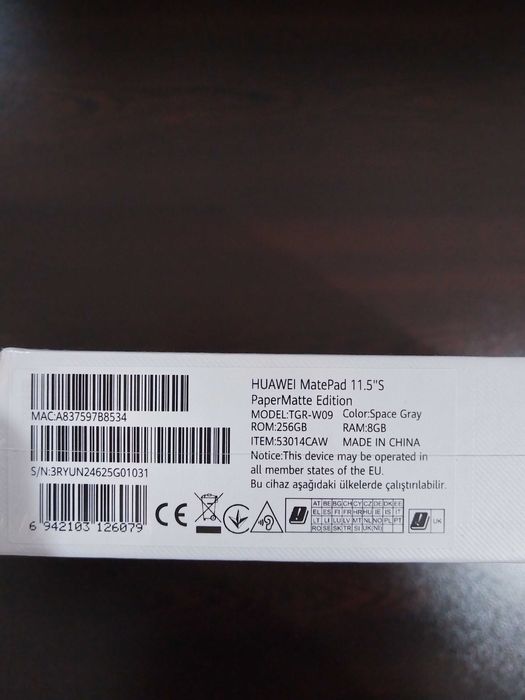 MAC:A837597B8534
S/N:3RYUN24625G01031
6 942103 126079
HUAWEI MatePad 11.5"S
PaperMatte Edition
MODEL:TGR-W09 Color:Space Gray
ROM:256GB RAM:8GB
ITEM:53014CAW MADE IN CHINA
Notice:This device may be operated in
all member states of the EU.
Bu cihaz aşağıdaki ülkelerde çalıştırılabilir.
CE
AT BE BG CH CY CZ DE DK EE
EL ES FI FR HR HU IE IS IT
LT LI LU LV MT NL NO PL PT
RO SE SK TR SI UK(NI)
UK